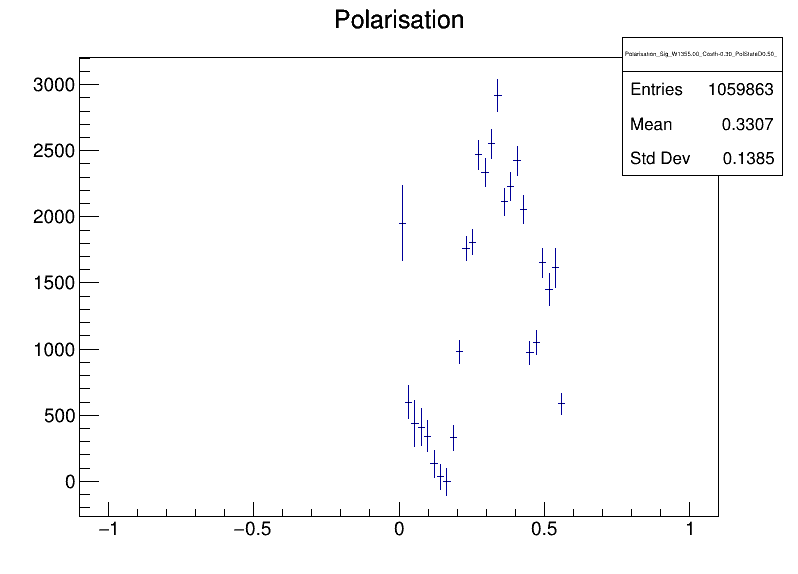 Polarisation
Polarisation_Sig_W1355.00_Costh-0.30_PolStateD0.50_
Entries 1059863
Mean 0.3307
Std Dev 0.1385
3000
2500
2000
1500
1000
500
0
−1 −0.5 0 0.5 1